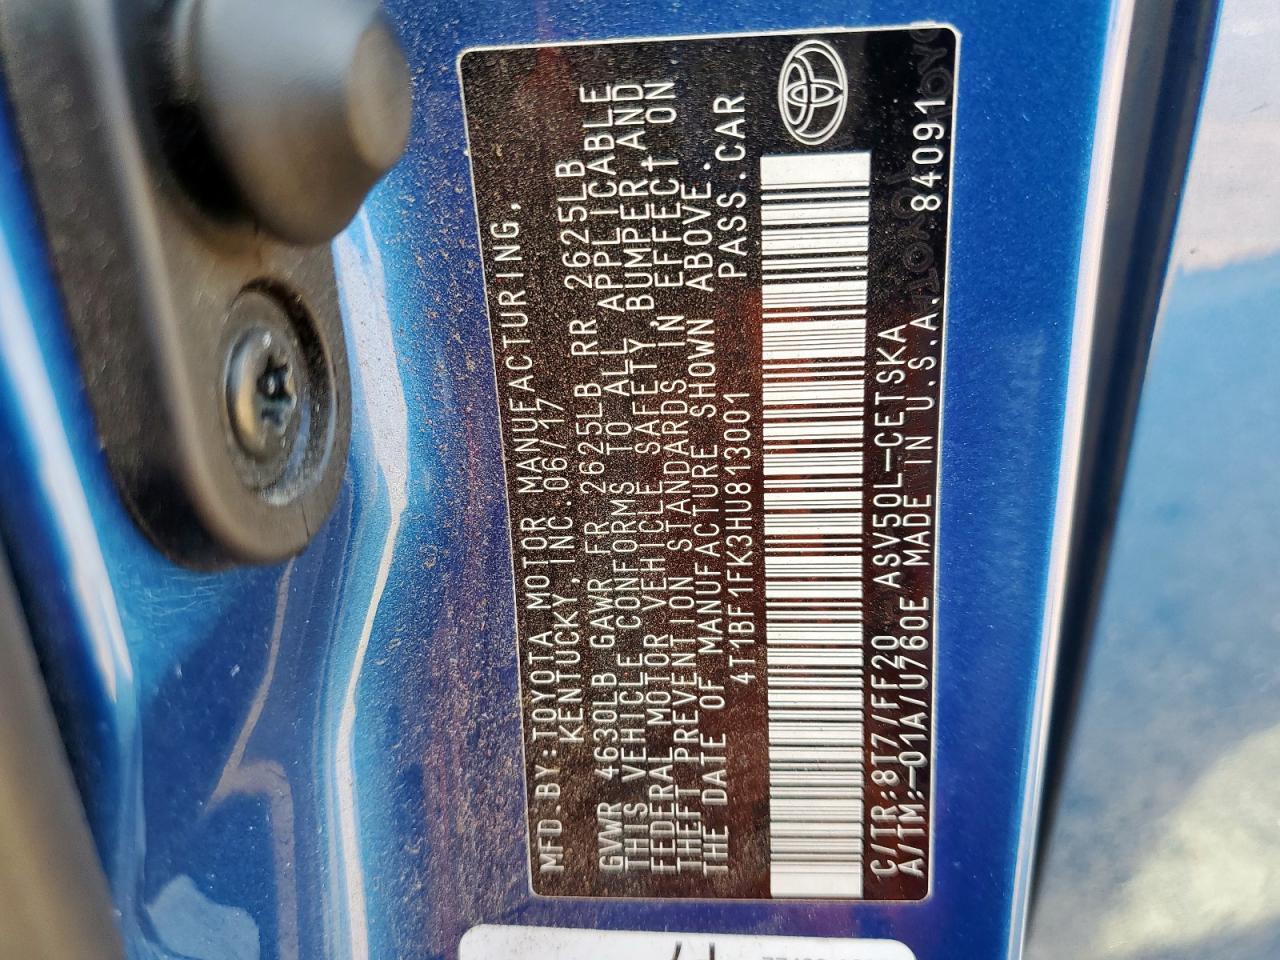 MFD.BY:TOYOTA MOTOR MANUFACTURING,
KENTUCKY, INC. 06/17
GVWR 4630LB GAWR FR 2625LB RR 2625LB
THIS VEHICLE CONFORMS TO ALL APPLICABLE
FEDERAL MOTOR VEHICLE SAFETY, BUMPER, AND
THEFT PREVENTION STANDARDS IN EFFECT ON
THE DATE OF MANUFACTURE SHOWN ABOVE.
4T1BF1FK3HU813001 PASS.CAR
C/TR:8T7/FF20 ASV50L-CETSKA
A/TM:-01A/U760E MADE IN U.S.A. 84091